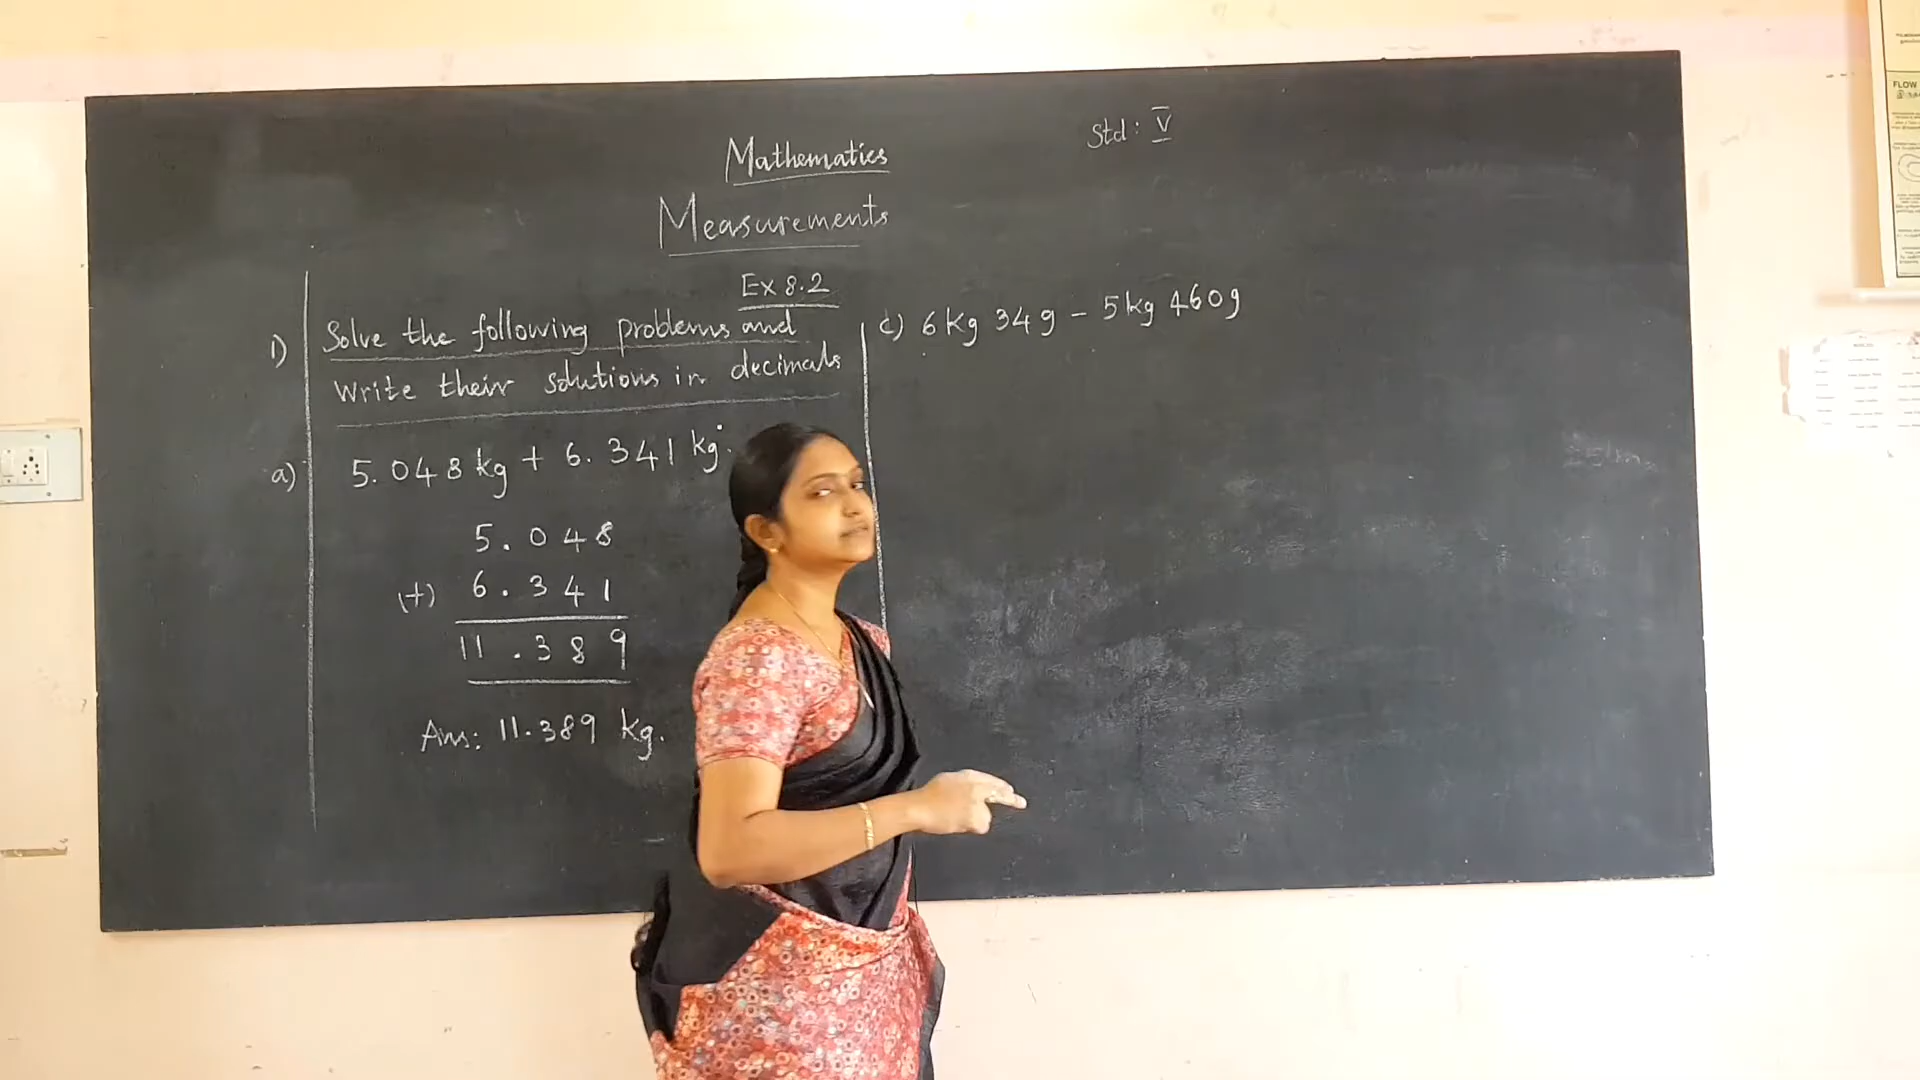 Std: V
Mathematics
Measurements
Ex 8.2
1) Solve the following problems and
Write their solutions in decimals
a) 5.048 kg + 6.341 kg.
5.048
(+) 6.341
11.389
Ans: 11.389 kg.
c) 6 kg 34 g - 5 kg 460 g
FLOW